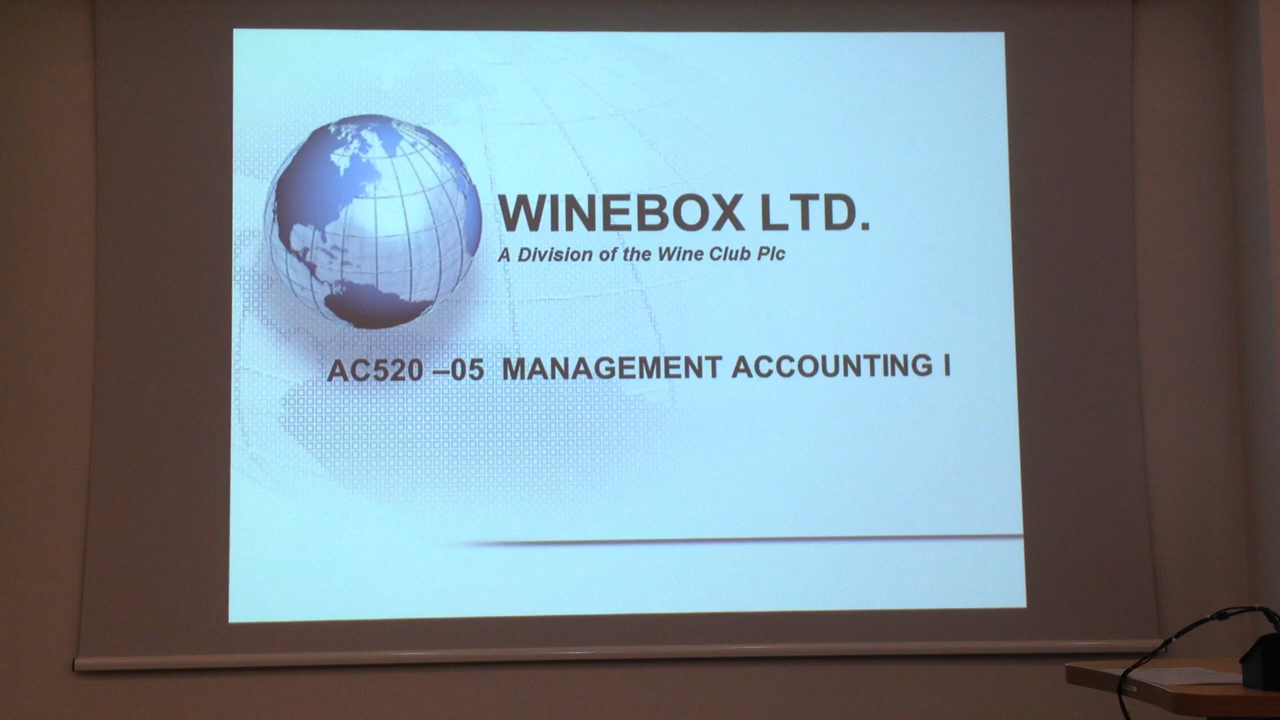 WINEBOX LTD.
A Division of the Wine Club Plc
AC520 –05 MANAGEMENT ACCOUNTING I